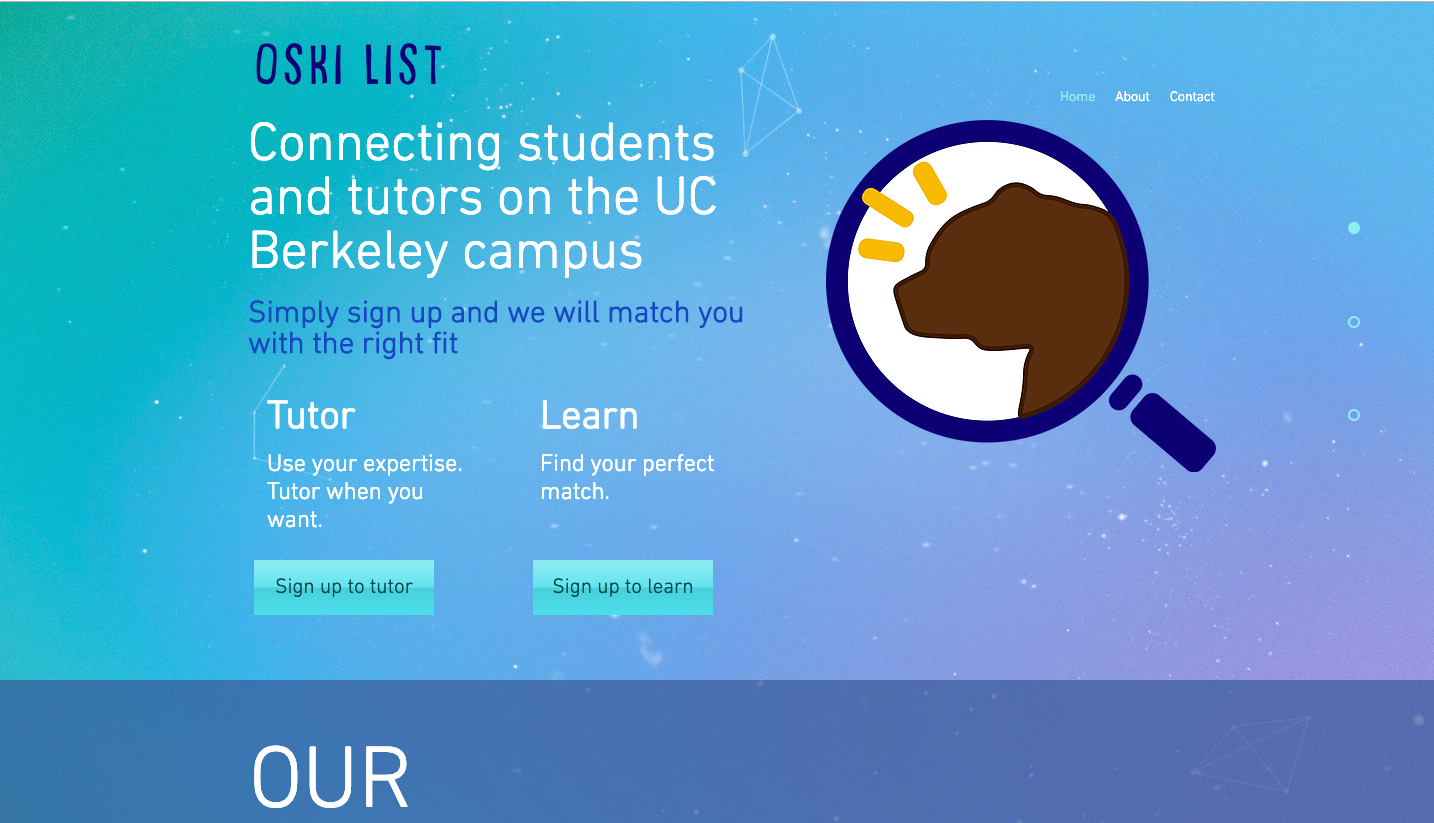 OSKI LIST
Home About Contact
Connecting students
and tutors on the UC
Berkeley campus
Simply sign up and we will match you
with the right fit
Tutor
Use your expertise.
Tutor when you
want.
Sign up to tutor
Learn
Find your perfect
match.
Sign up to learn
OUR